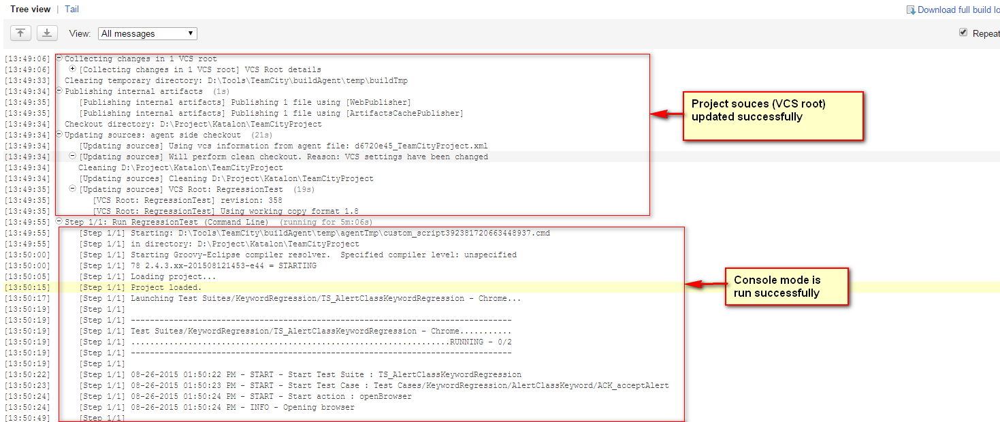 Tree view | Tail
Download full build lo
View: All messages
Repeat
[13:49:06] Collecting changes in 1 VCS root
[13:49:06] [Collecting changes in 1 VCS root] VCS Root details
[13:49:33] Clearing temporary directory: D:\Tools\TeamCity\buildAgent\temp\buildTmp
[13:49:34] Publishing internal artifacts (1s)
[13:49:35] [Publishing internal artifacts] Publishing 1 file using [WebPublisher]
[13:49:35] [Publishing internal artifacts] Publishing 1 file using [ArtifactsCachePublisher]
[13:49:34] Checkout directory: D:\Project\Katalon\TeamCityProject
[13:49:34] Updating sources: agent side checkout (21s)
[13:49:34] [Updating sources] Using vcs information from agent file: d6720e45_TeamCityProject.xml
[13:49:34] [Updating sources] Will perform clean checkout. Reason: VCS settings have been changed
[13:49:34] Cleaning D:\Project\Katalon\TeamCityProject
[13:49:34] [Updating sources] Cleaning D:\Project\Katalon\TeamCityProject
[13:49:35] [Updating sources] VCS Root: RegressionTest (19s)
[13:49:35] [VCS Root: RegressionTest] revision: 358
[13:49:35] [VCS Root: RegressionTest] Using working copy format 1.8
Project souces (VCS root)
updated successfully
[13:49:55] Step 1/1: Run RegressionTest (Command Line) (running for 5m:06s)
[13:49:55] [Step 1/1] Starting: D:\Tools\TeamCity\buildAgent\temp\agentTmp\custom_script392381720663448937.cmd
[13:49:55] [Step 1/1] in directory: D:\Project\Katalon\TeamCityProject
[13:50:00] [Step 1/1] Starting Groovy-Eclipse compiler resolver. Specified compiler level: unspecified
[13:50:00] [Step 1/1] 78 2.4.3.xx-201508121453-e44 = STARTING
[13:50:05] [Step 1/1] Loading project...
[13:50:15] [Step 1/1] Project loaded.
[13:50:17] [Step 1/1] Launching Test Suites/KeywordRegression/TS_AlertClassKeywordRegression - Chrome...
[13:50:19] [Step 1/1]
[13:50:19] [Step 1/1] --------------------------------------------------------------------------------
[13:50:19] [Step 1/1] Test Suites/KeywordRegression/TS_AlertClassKeywordRegression - Chrome...........
[13:50:19] [Step 1/1] ...................................................................RUNNING - 0/2
[13:50:19] [Step 1/1] --------------------------------------------------------------------------------
[13:50:19] [Step 1/1]
[13:50:22] [Step 1/1] 08-26-2015 01:50:22 PM - START - Start Test Suite : TS_AlertClassKeywordRegression
[13:50:23] [Step 1/1] 08-26-2015 01:50:23 PM - START - Start Test Case : Test Cases/KeywordRegression/AlertClassKeyword/ACK_acceptAlert
[13:50:24] [Step 1/1] 08-26-2015 01:50:24 PM - START - Start action : openBrowser
[13:50:24] [Step 1/1] 08-26-2015 01:50:24 PM - INFO - Opening browser
[13:50:49] [Step 1/1]
Console mode is
run successfully